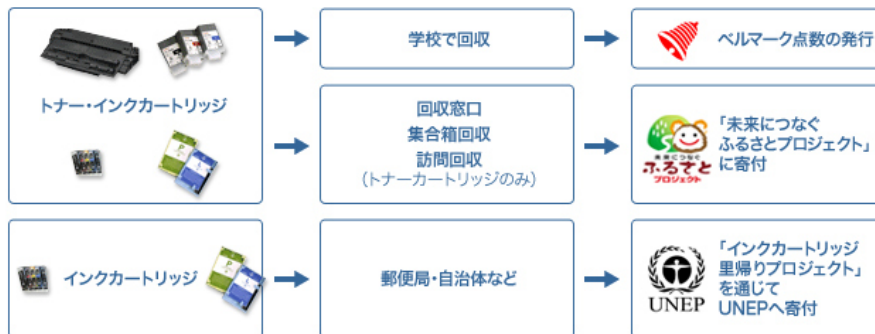 トナー・インクカートリッジ
学校で回収
ベルマーク点数の発行
回収窓口
集合箱回収
訪問回収
(トナーカートリッジのみ)
未来につなぐ
ふるさと
プロジェクト
「未来につなぐ
ふるさとプロジェクト」
に寄付
インクカートリッジ
郵便局・自治体など
UNEP
「インクカートリッジ
里帰りプロジェクト」
を通じて
UNEPへ寄付